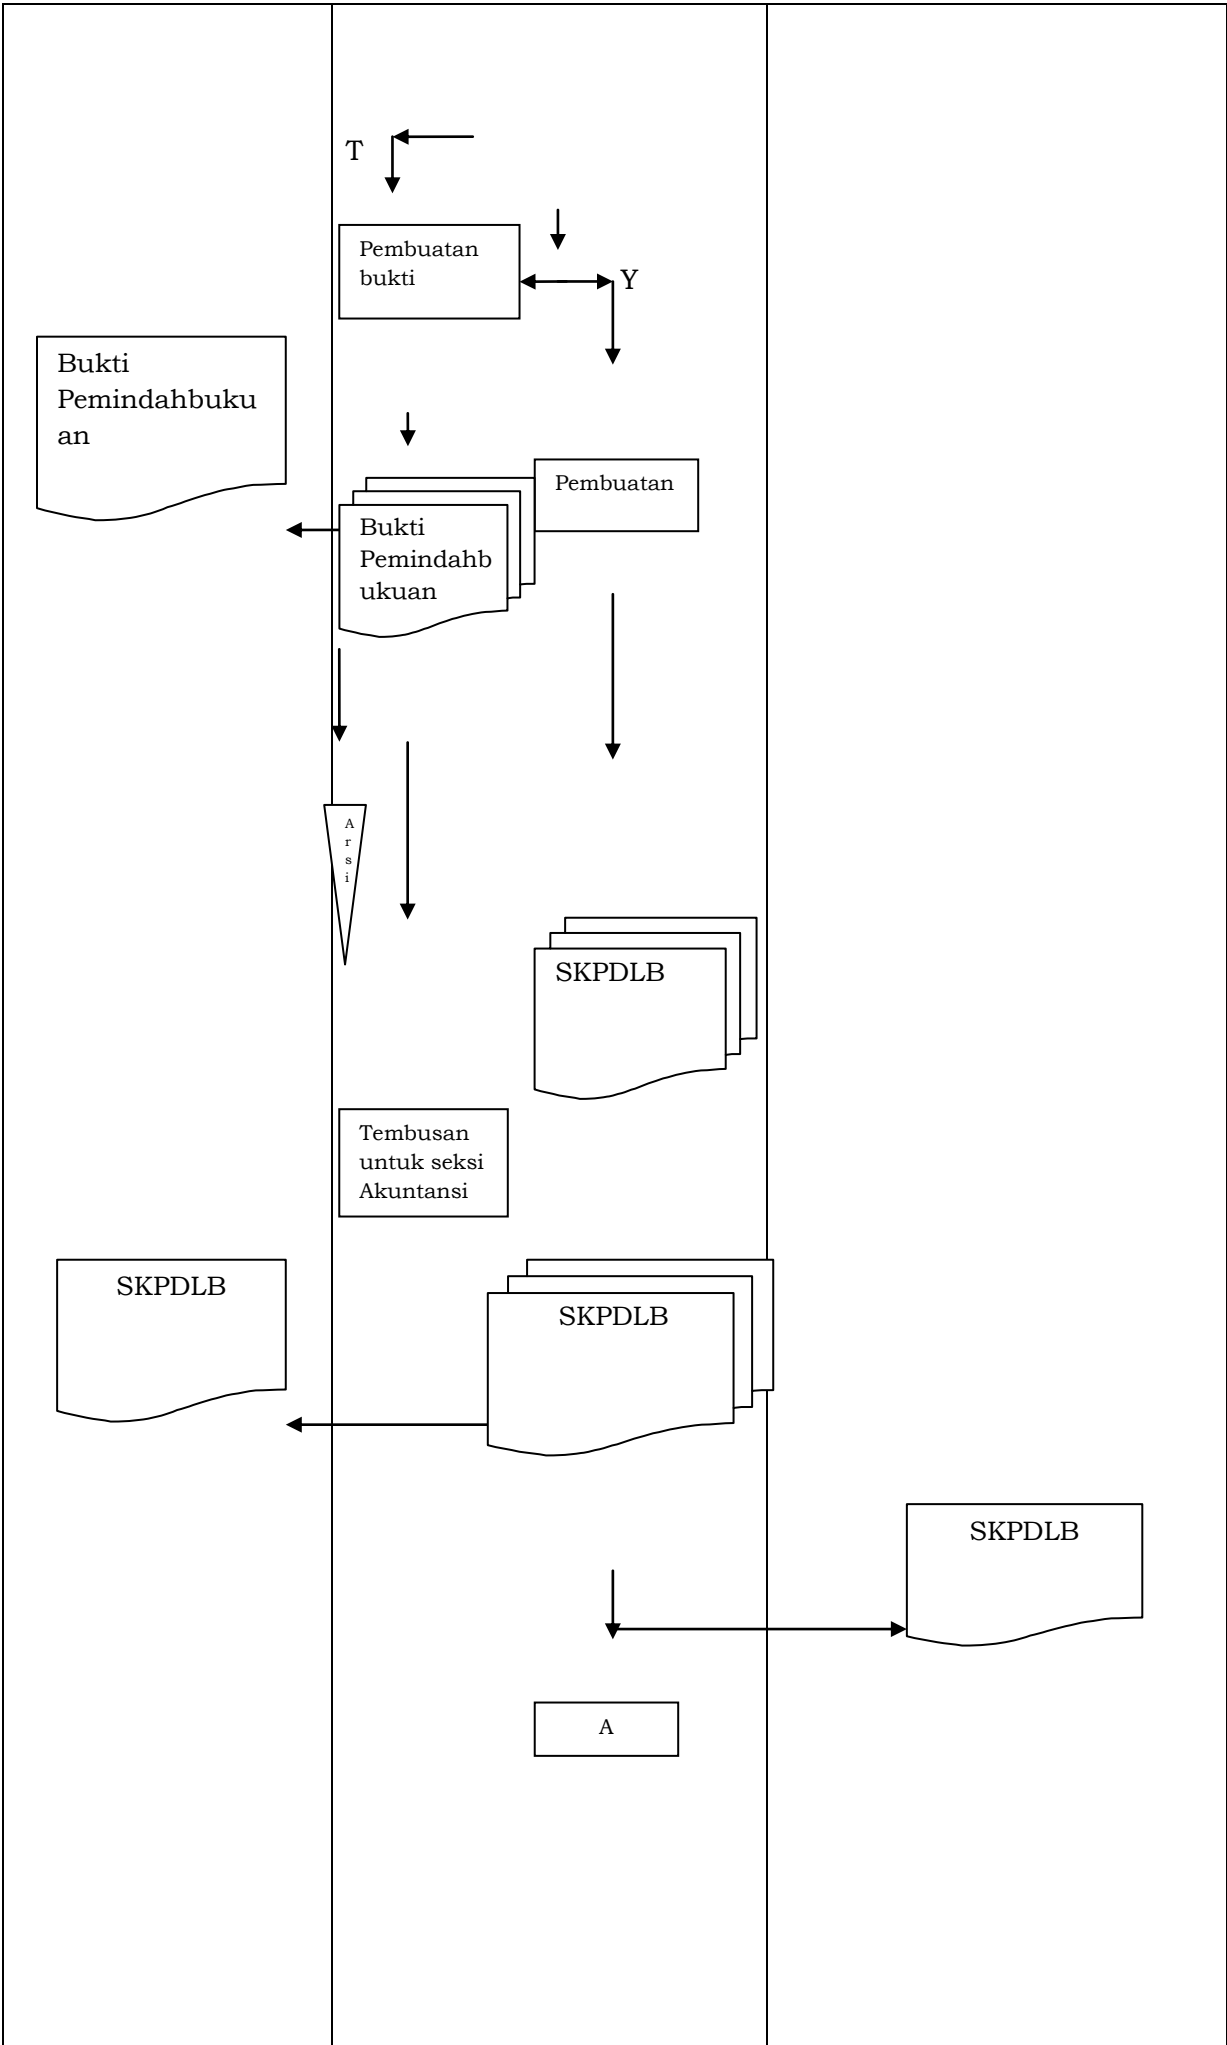 T
Pembuatan
bukti
Y
Bukti
Pemindahbuku
an
Pembuatan
Bukti
Pemindahb
ukuan
A
r
s
i
SKPDLB
Tembusan
untuk seksi
Akuntansi
SKPDLB
SKPDLB
SKPDLB
A